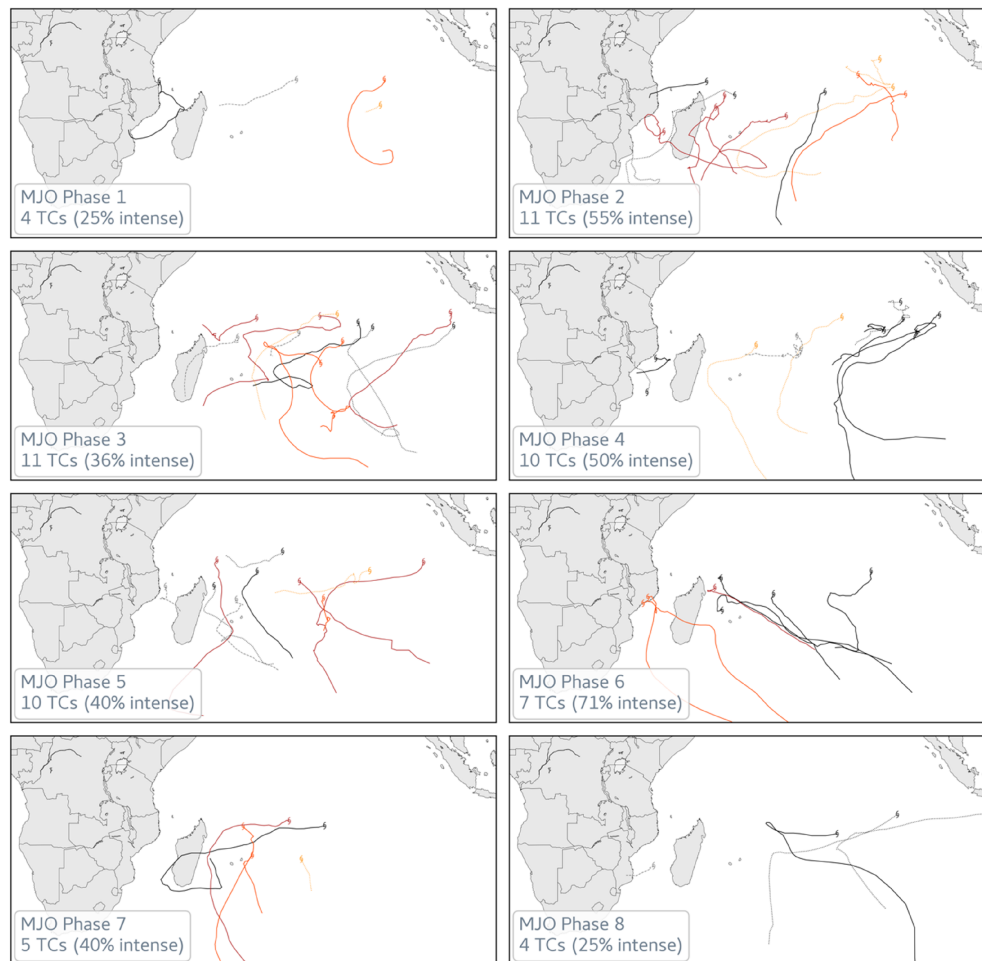 MJO Phase 1
4 TCs (25% intense)
MJO Phase 2
11 TCs (55% intense)
MJO Phase 3
11 TCs (36% intense)
MJO Phase 4
10 TCs (50% intense)
MJO Phase 5
10 TCs (40% intense)
MJO Phase 6
7 TCs (71% intense)
MJO Phase 7
5 TCs (40% intense)
MJO Phase 8
4 TCs (25% intense)